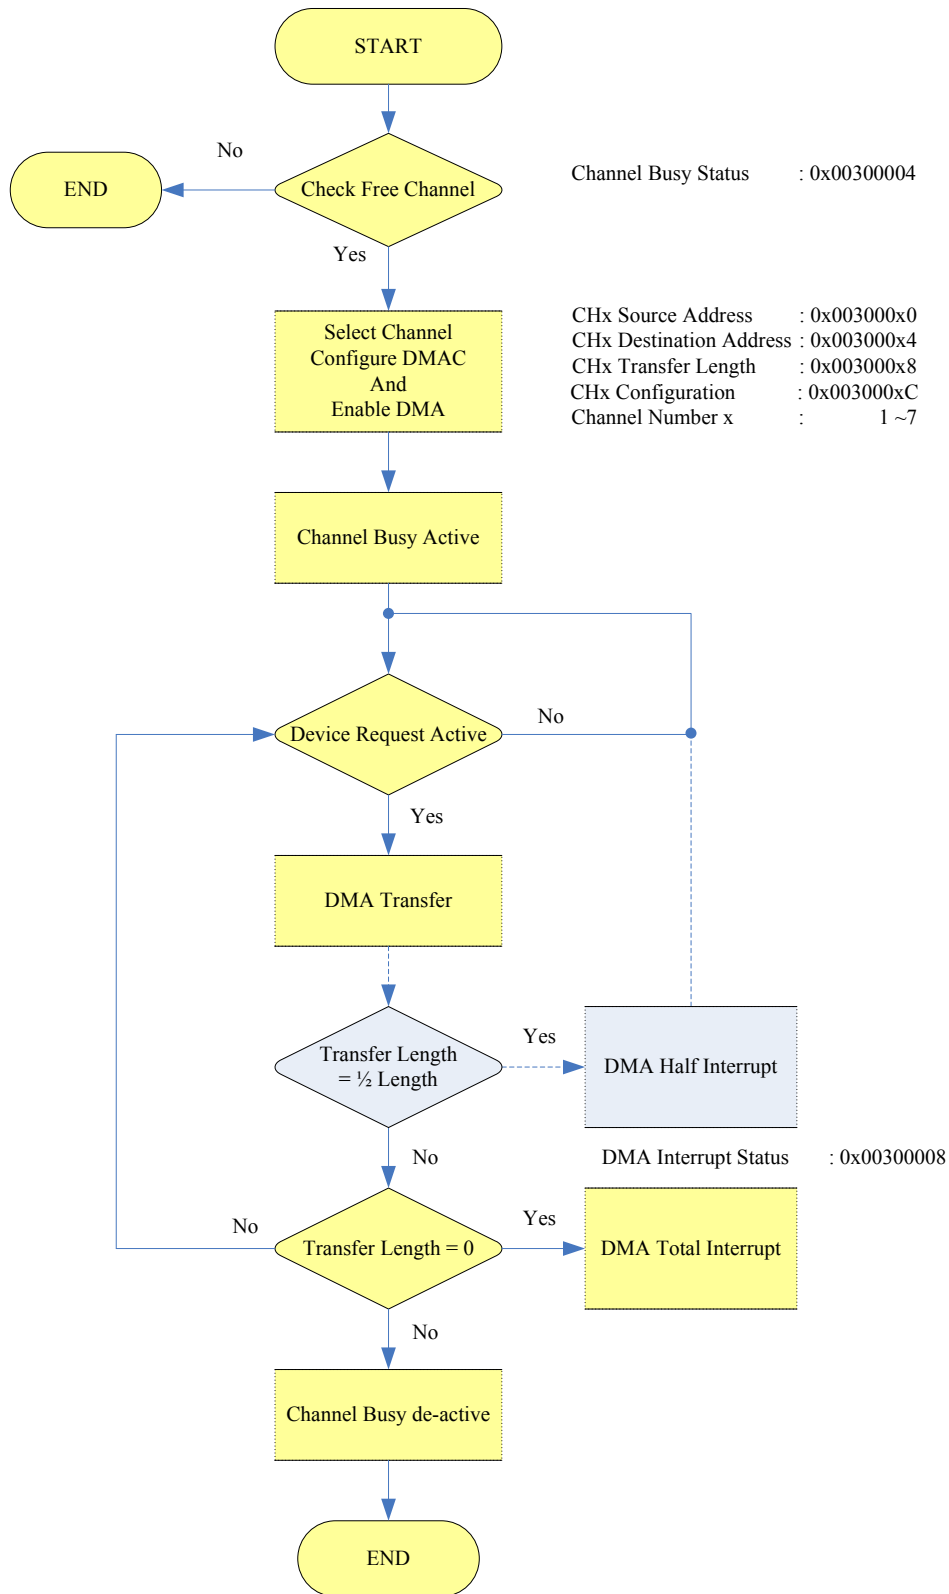 START
No
END
Check Free Channel
Channel Busy Status : 0x00300004
Yes
Select Channel
Configure DMAC
And
Enable DMA
CHx Source Address : 0x003000x0
CHx Destination Address : 0x003000x4
CHx Transfer Length : 0x003000x8
CHx Configuration : 0x003000xC
Channel Number x : 1 ~7
Channel Busy Active
Device Request Active
No
Yes
DMA Transfer
Transfer Length
= ½ Length
Yes
DMA Half Interrupt
No
DMA Interrupt Status : 0x00300008
No
Transfer Length = 0
Yes
DMA Total Interrupt
No
Channel Busy de-active
END